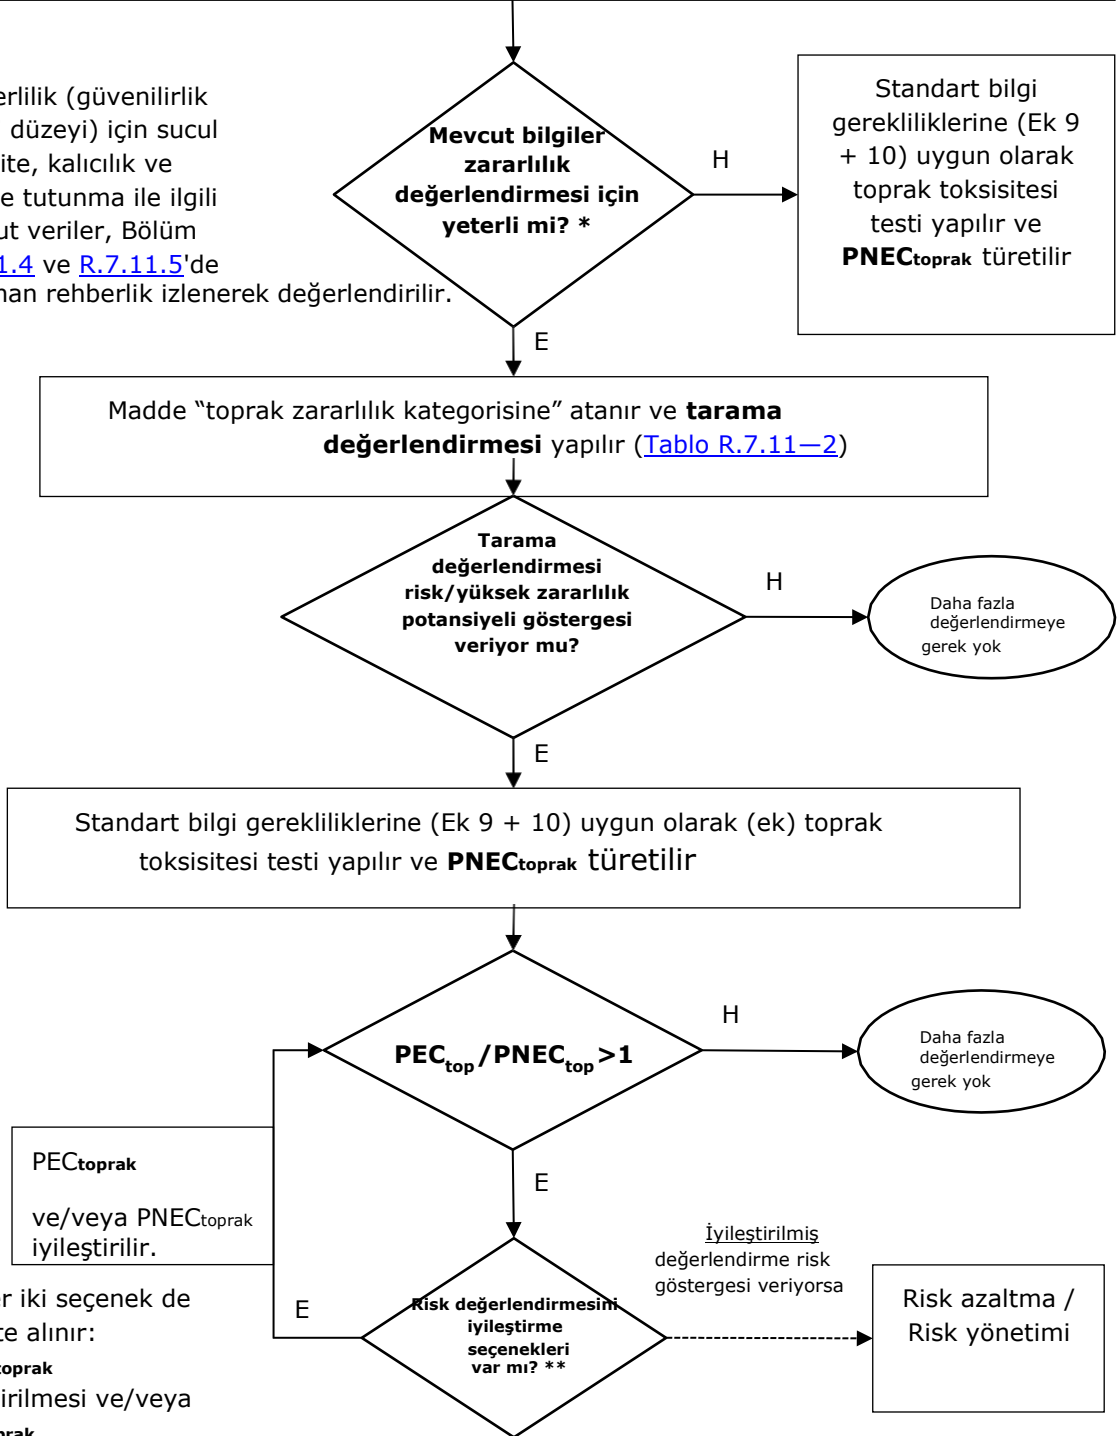 erlilik (güvenilirlik
düzeyi) için sucul
ite, kalıcılık ve
e tutunma ile ilgili
ut veriler, Bölüm
1.4 ve R.7.11.5'de
nan rehberlik izlenerek değerlendirilir.
Mevcut bilgiler
zararlılık
değerlendirmesi için
yeterli mi? *
H
Standart bilgi
gerekliliklerine (Ek 9
+ 10) uygun olarak
toprak toksisitesi
testi yapılır ve
PNECtoprak türetilir
E
Madde “toprak zararlılık kategorisine” atanır ve tarama
değerlendirmesi yapılır (Tablo R.7.11—2)
Tarama
değerlendirmesi
risk/yüksek zararlılık
potansiyeli göstergesi
veriyor mu?
H
Daha fazla
değerlendirmeye
gerek yok
E
Standart bilgi gerekliliklerine (Ek 9 + 10) uygun olarak (ek) toprak
toksisitesi testi yapılır ve PNECtoprak türetilir
PECtop/PNECtop>1
H
Daha fazla
değerlendirmeye
gerek yok
E
PECtoprak
ve/veya PNECtoprak
iyileştirilir.
Risk değerlendirmesini
iyileştirme
seçenekleri
var mı? **
E
İyileştirilmiş
değerlendirme risk
göstergesi veriyorsa
Risk azaltma /
Risk yönetimi
er iki seçenek de
te alınır:
toprak
dirilmesi ve/veya
prak